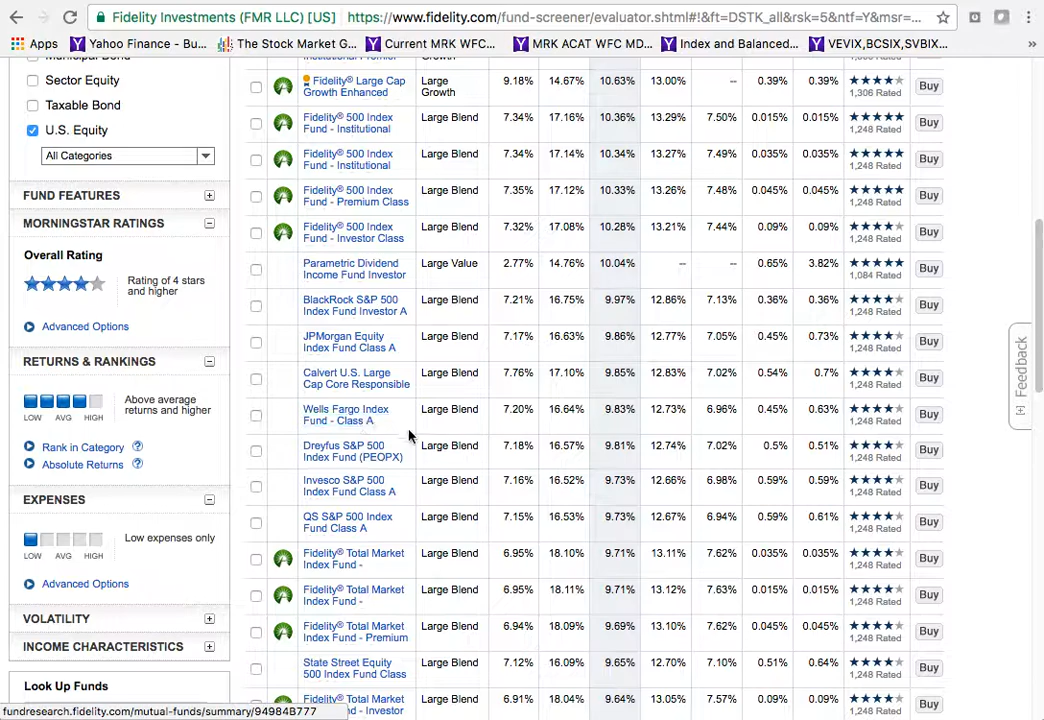 Fidelity Investments (FMR LLC) [US]
https://www.fidelity.com/fund-screener/evaluator.shtml#!&ft=DSTK_all&rsk=5&ntf=Y&msr=...
Apps
Yahoo Finance - Bu...
The Stock Market G...
Current MRK WFC...
MRK ACAT WFC MD...
Index and Balanced...
VEVIX,BCSIX,SVBIX...
»
Municipal Bond
Sector Equity
Taxable Bond
U.S. Equity
All Categories
FUND FEATURES
MORNINGSTAR RATINGS
Overall Rating
Rating of 4 stars
and higher
Advanced Options
RETURNS & RANKINGS
Above average
returns and higher
LOW AVG HIGH
Rank in Category ?
Absolute Returns ?
EXPENSES
Low expenses only
LOW AVG HIGH
Advanced Options
VOLATILITY
INCOME CHARACTERISTICS
Look Up Funds
fundresearch.fidelity.com/mutual-funds/summary/94984B777
Institutional Premium Growth
Fidelity® Large Cap Large 9.18% 14.67% 10.63% 13.00% -- 0.39% 0.39% Buy
Growth Enhanced Growth 1,306 Rated
Fidelity® 500 Index Large Blend 7.34% 17.16% 10.36% 13.29% 7.50% 0.015% 0.015% Buy
Fund - Institutional 1,248 Rated
Fidelity® 500 Index Large Blend 7.34% 17.14% 10.34% 13.27% 7.49% 0.035% 0.035% Buy
Fund - Institutional 1,248 Rated
Fidelity® 500 Index Large Blend 7.35% 17.12% 10.33% 13.26% 7.48% 0.045% 0.045% Buy
Fund - Premium Class 1,248 Rated
Fidelity® 500 Index Large Blend 7.32% 17.08% 10.28% 13.21% 7.44% 0.09% 0.09% Buy
Fund - Investor Class 1,248 Rated
Parametric Dividend Large Value 2.77% 14.76% 10.04% -- -- 0.65% 3.82% Buy
Income Fund Investor 1,084 Rated
BlackRock S&P 500 Large Blend 7.21% 16.75% 9.97% 12.86% 7.13% 0.36% 0.36% Buy
Index Fund Investor A 1,248 Rated
JPMorgan Equity Large Blend 7.17% 16.63% 9.86% 12.77% 7.05% 0.45% 0.73% Buy
Index Fund Class A 1,248 Rated
Calvert U.S. Large Large Blend 7.76% 17.10% 9.85% 12.83% 7.02% 0.54% 0.7% Buy
Cap Core Responsible 1,248 Rated
Wells Fargo Index Large Blend 7.20% 16.64% 9.83% 12.73% 6.96% 0.45% 0.63% Buy
Fund - Class A 1,248 Rated
Dreyfus S&P 500 Large Blend 7.18% 16.57% 9.81% 12.74% 7.02% 0.5% 0.51% Buy
Index Fund (PEOPX) 1,248 Rated
Invesco S&P 500 Large Blend 7.16% 16.52% 9.73% 12.66% 6.98% 0.59% 0.59% Buy
Index Fund Class A 1,248 Rated
QS S&P 500 Index Large Blend 7.15% 16.53% 9.73% 12.67% 6.94% 0.59% 0.61% Buy
Fund Class A 1,248 Rated
Fidelity® Total Market Large Blend 6.95% 18.10% 9.71% 13.11% 7.62% 0.035% 0.035% Buy
Index Fund - 1,248 Rated
Fidelity® Total Market Large Blend 6.95% 18.11% 9.71% 13.12% 7.63% 0.015% 0.015% Buy
Index Fund - 1,248 Rated
Fidelity® Total Market Large Blend 6.94% 18.09% 9.69% 13.10% 7.62% 0.045% 0.045% Buy
Index Fund - Premium 1,248 Rated
State Street Equity Large Blend 7.12% 16.09% 9.65% 12.70% 7.10% 0.51% 0.64% Buy
500 Index Fund Class 1,248 Rated
Fidelity® Total Market Large Blend 6.91% 18.04% 9.64% 13.05% 7.57% 0.09% 0.09% Buy
Index Fund - Investor 1,248 Rated
Feedback